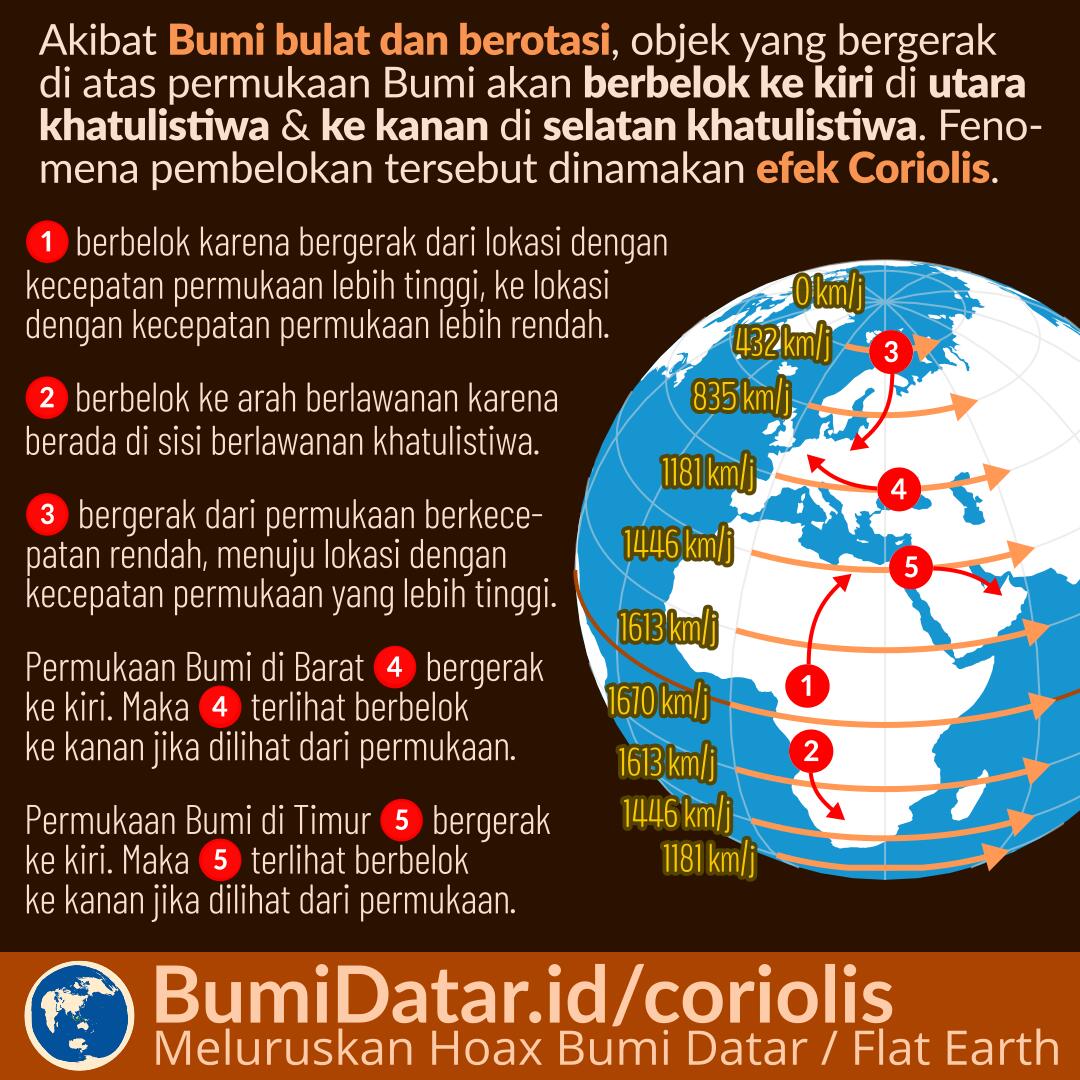 Akibat Bumi bulat dan berotasi, objek yang bergerak
di atas permukaan Bumi akan berbelok ke kiri di utara
khatulistiwa & ke kanan di selatan khatulistiwa. Feno-
mena pembelokan tersebut dinamakan efek Coriolis.
1 berbelok karena bergerak dari lokasi dengan
kecepatan permukaan lebih tinggi, ke lokasi
dengan kecepatan permukaan lebih rendah.
2 berbelok ke arah berlawanan karena
berada di sisi berlawanan khatulistiwa.
3 bergerak dari permukaan berkece-
patan rendah, menuju lokasi dengan
kecepatan permukaan yang lebih tinggi.
Permukaan Bumi di Barat 4 bergerak
ke kiri. Maka 4 terlihat berbelok
ke kanan jika dilihat dari permukaan.
Permukaan Bumi di Timur 5 bergerak
ke kiri. Maka 5 terlihat berbelok
ke kanan jika dilihat dari permukaan.
0 km/j
432 km/j
3
835 km/j
1181 km/j
4
1446 km/j
5
1613 km/j
1
1670 km/j
2
1613 km/j
1446 km/j
1181 km/j
BumiDatar.id/coriolis
Meluruskan Hoax Bumi Datar / Flat Earth